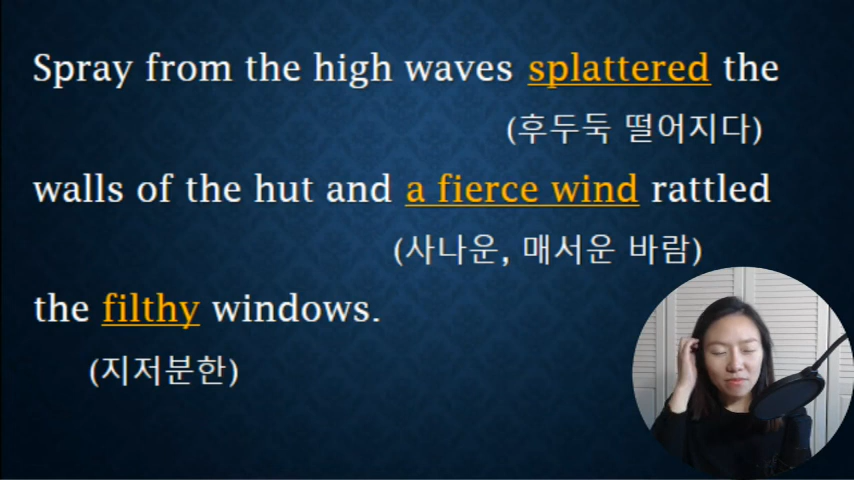 Spray from the high waves splattered the
(후두둑 떨어지다)
walls of the hut and a fierce wind rattled
(사나운, 매서운 바람)
the filthy windows.
(지저분한)